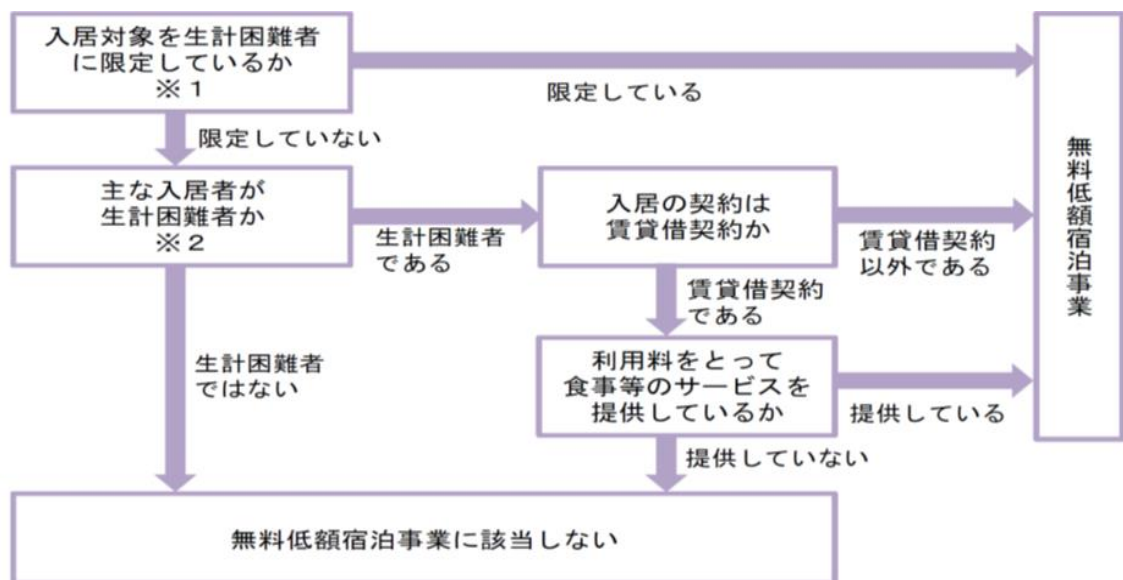 入居対象を生計困難者
に限定しているか
※1
限定している
限定していない
主な入居者が
生計困難者か
※2
生計困難者
である
入居の契約は
賃貸借契約か
賃貸借契約
以外である
賃貸借契約
である
生計困難者
ではない
利用料をとって
食事等のサービスを
提供しているか
提供している
提供していない
無料低額宿泊事業
無料低額宿泊事業に該当しない